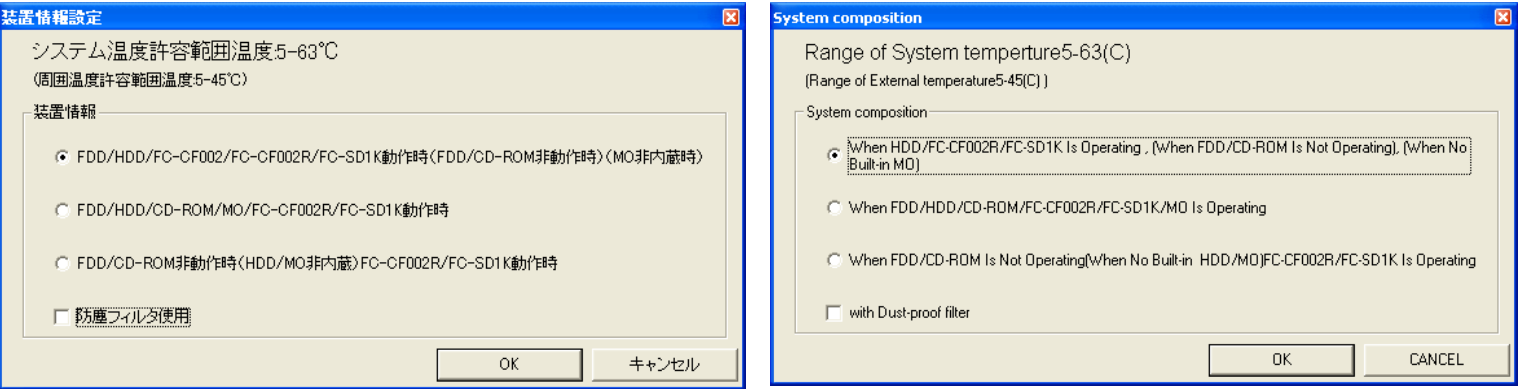 装置情報設定
システム温度許容範囲温度:5-63℃
(周囲温度許容範囲温度:5-45℃)
装置情報
FDD/HDD/FC-CF002/FC-CF002R/FC-SD1K動作時(FDD/CD-ROM非動作時)(MO非内蔵時)
FDD/HDD/CD-ROM/MO/FC-CF002R/FC-SD1K動作時
FDD/CD-ROM非動作時(HDD/MO非内蔵)FC-CF002R/FC-SD1K動作時
防塵フィルタ使用
OK
キャンセル
System composition
Range of System temperture5-63(C)
(Range of External temperature5-45(C) )
System composition
When HDD/FC-CF002R/FC-SD1K Is Operating , (When FDD/CD-ROM Is Not Operating), (When No
Built-in MO)
When FDD/HDD/CD-ROM/FC-CF002R/FC-SD1K/MO Is Operating
When FDD/CD-ROM Is Not Operating(When No Built-in  HDD/MO)FC-CF002R/FC-SD1K Is Operating
with Dust-proof filter
OK
CANCEL